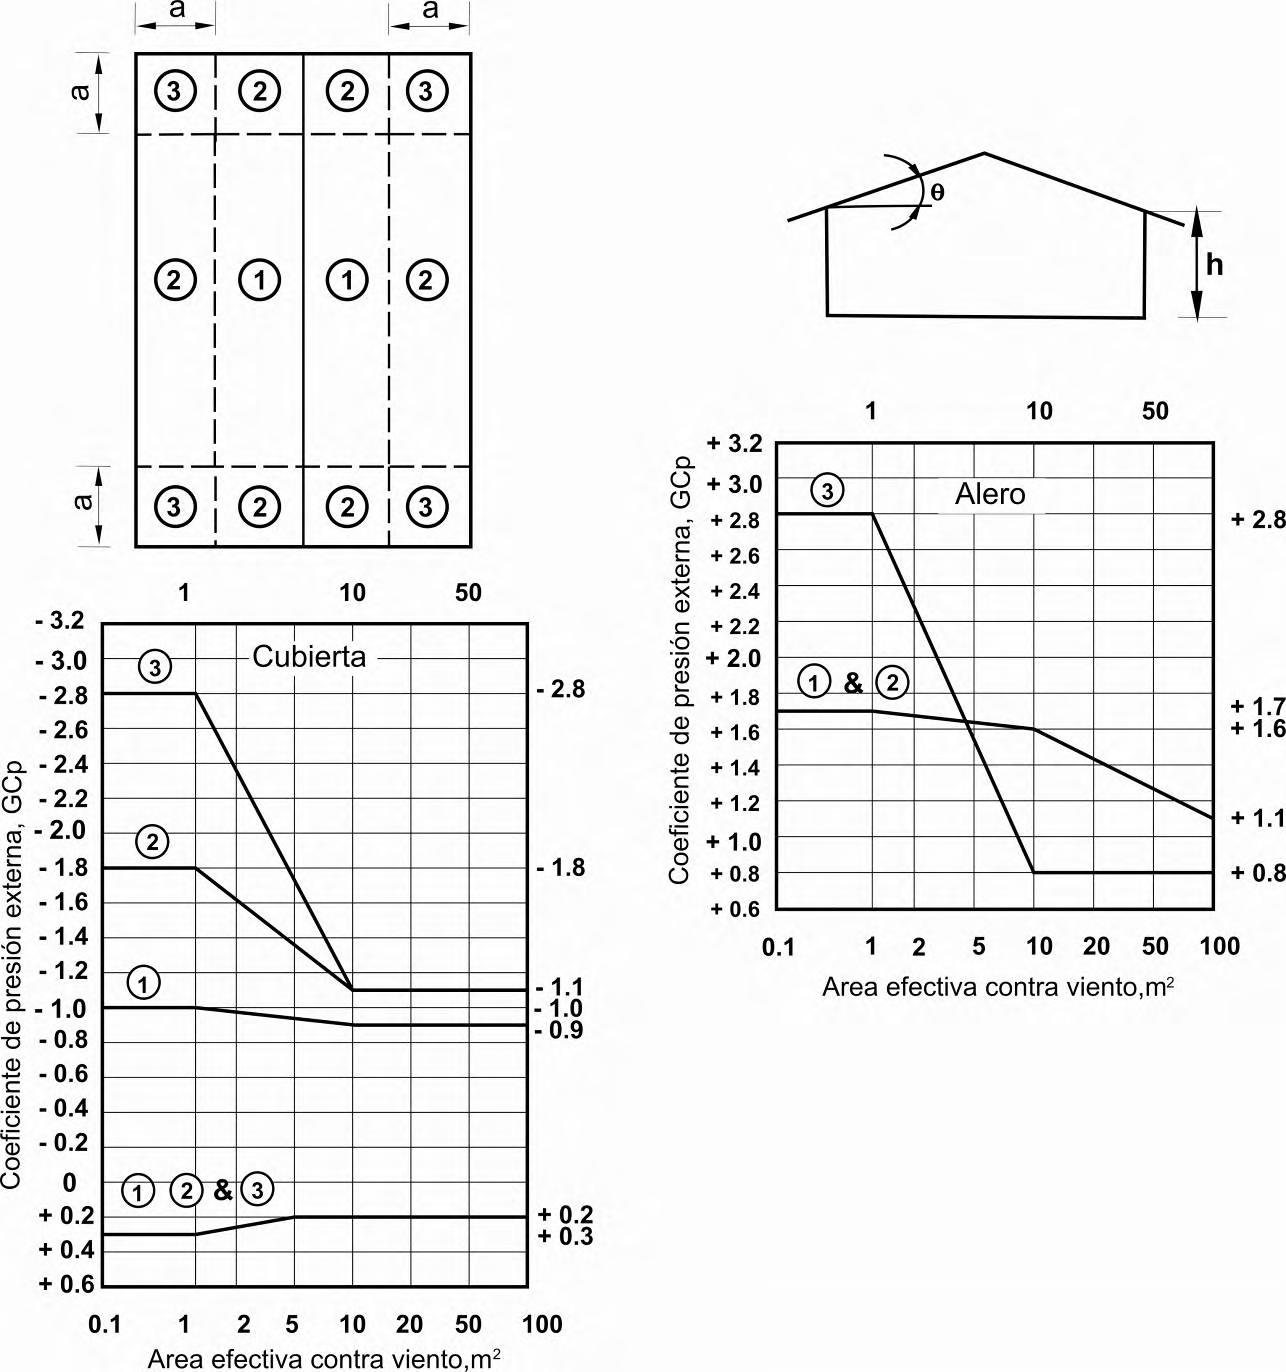 a a
a
3 2 2 3
2 1 1 2
a
3 2 2 3
θ
h
1 10 50
- 3.2
- 3.0
- 2.8
- 2.6
- 2.4
- 2.2
- 2.0
- 1.8
- 1.6
- 1.4
- 1.2
- 1.0
- 0.8
- 0.6
- 0.4
- 0.2
0
+ 0.2
+ 0.4
+ 0.6
Coeficiente de presión externa, GCp
Cubierta
3
2
1
1 2 & 3
- 2.8
- 1.8
- 1.1
- 1.0
- 0.9
+ 0.2
+ 0.3
0.1 1 2 5 10 20 50 100
Area efectiva contra viento,m²
1 10 50
+ 3.2
+ 3.0
+ 2.8
+ 2.6
+ 2.4
+ 2.2
+ 2.0
+ 1.8
+ 1.6
+ 1.4
+ 1.2
+ 1.0
+ 0.8
+ 0.6
Coeficiente de presión externa, GCp
Alero
3
1 & 2
+ 2.8
+ 1.7
+ 1.6
+ 1.1
+ 0.8
0.1 1 2 5 10 20 50 100
Area efectiva contra viento,m²